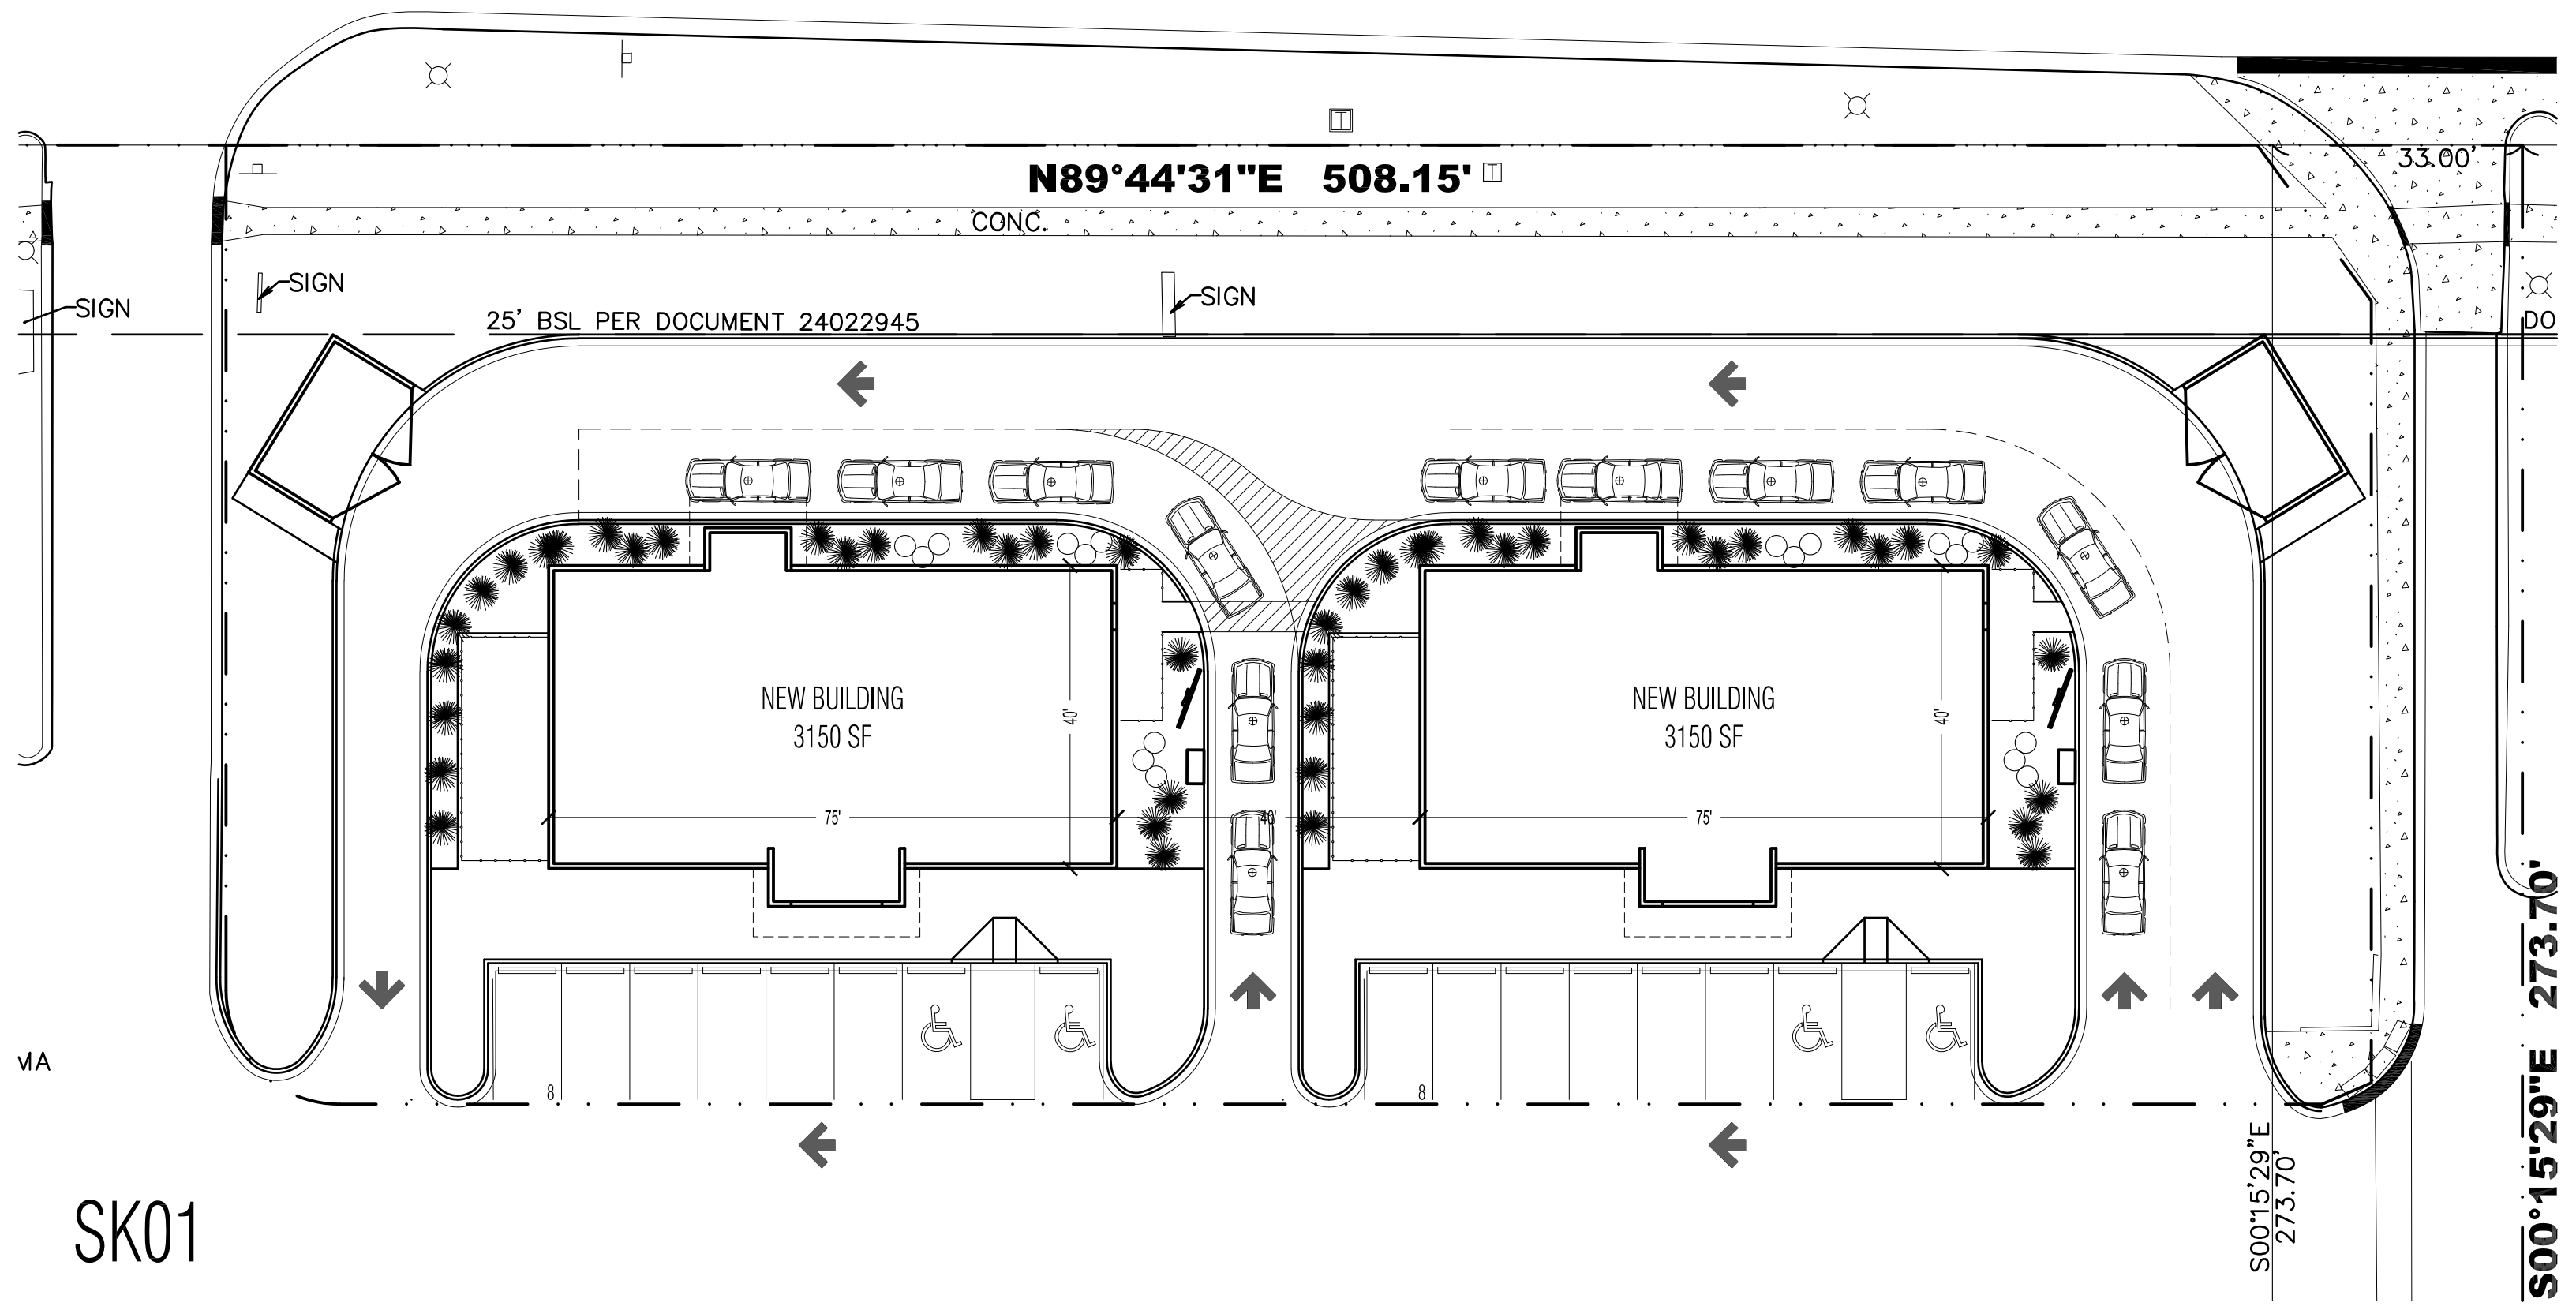 33.00'
N89°44'31"E 508.15' T
T
CONC.
SIGN
SIGN
SIGN
25' BSL PER DOCUMENT 24022945
DO
NEW BUILDING
3150 SF
40'
75'
40'
NEW BUILDING
3150 SF
40'
75'
8
8
MA
S00°15'29"E
273.70'
S00°15'29"E 273.70'
SK01